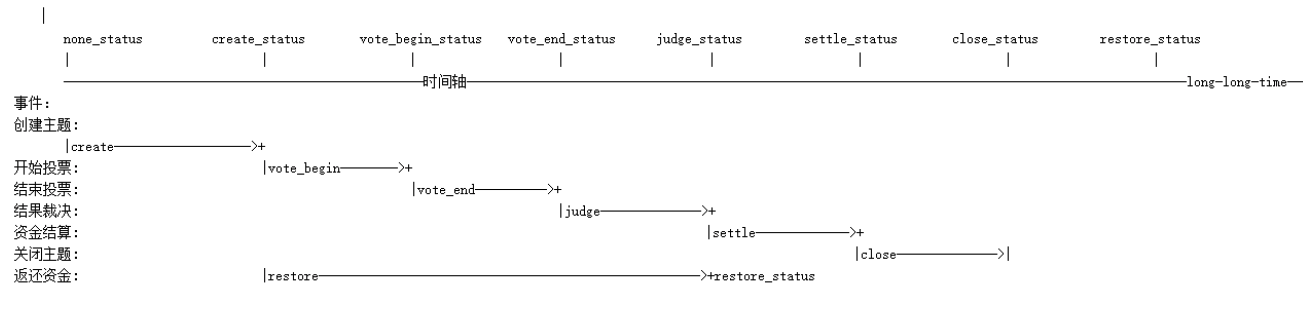 none_status create_status vote_begin_status vote_end_status judge_status settle_status close_status restore_status
时间轴 long-long-time
事件:
创建主题:
|create >+
开始投票: |vote_begin >+
结束投票: |vote_end >+
结果裁决: |judge >+
资金结算: |settle >+
关闭主题: |close >|
返还资金: |restore >+restore_status